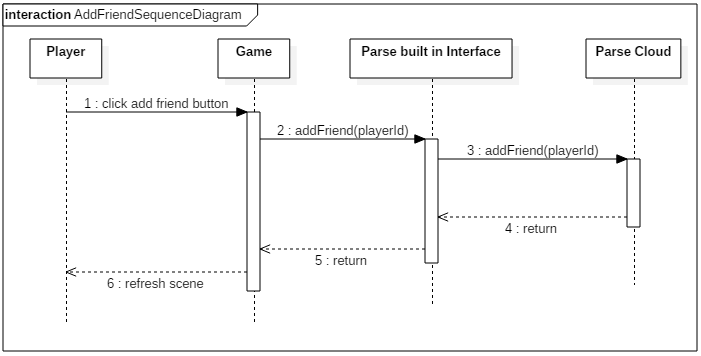 interaction AddFriendSequenceDiagram
Player
Game
Parse built in Interface
Parse Cloud
1 : click add friend button
2 : addFriend(playerId)
3 : addFriend(playerId)
4 : return
5 : return
6 : refresh scene